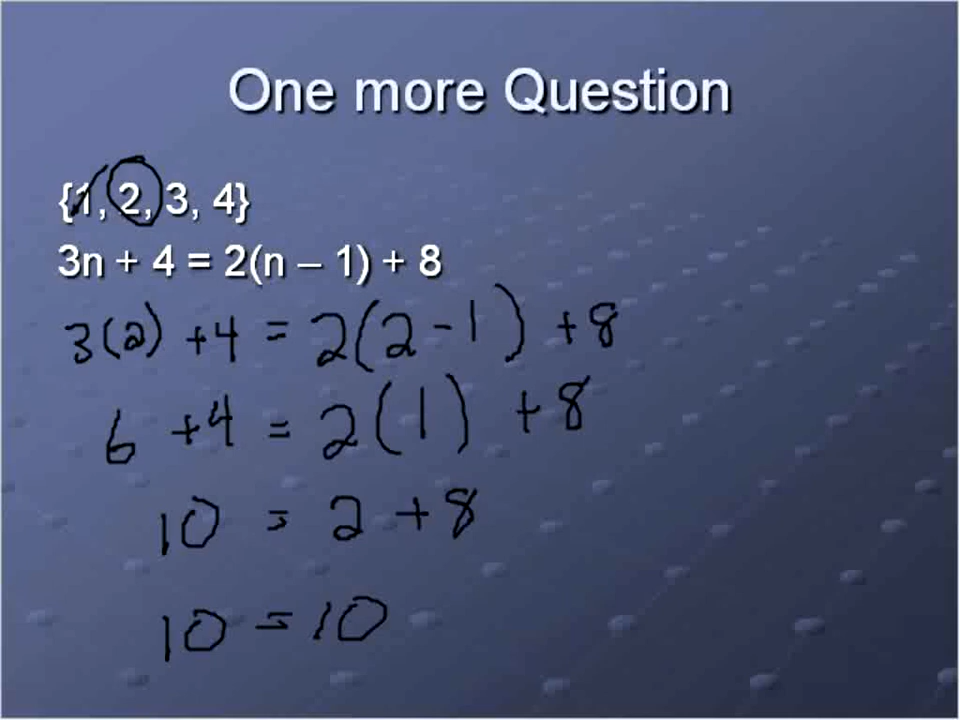 One more Question
{1, 2, 3, 4}
3n + 4 = 2(n – 1) + 8
3(2) +4 = 2(2-1) +8
6 +4 = 2(1) +8
10 = 2 +8
10 = 10